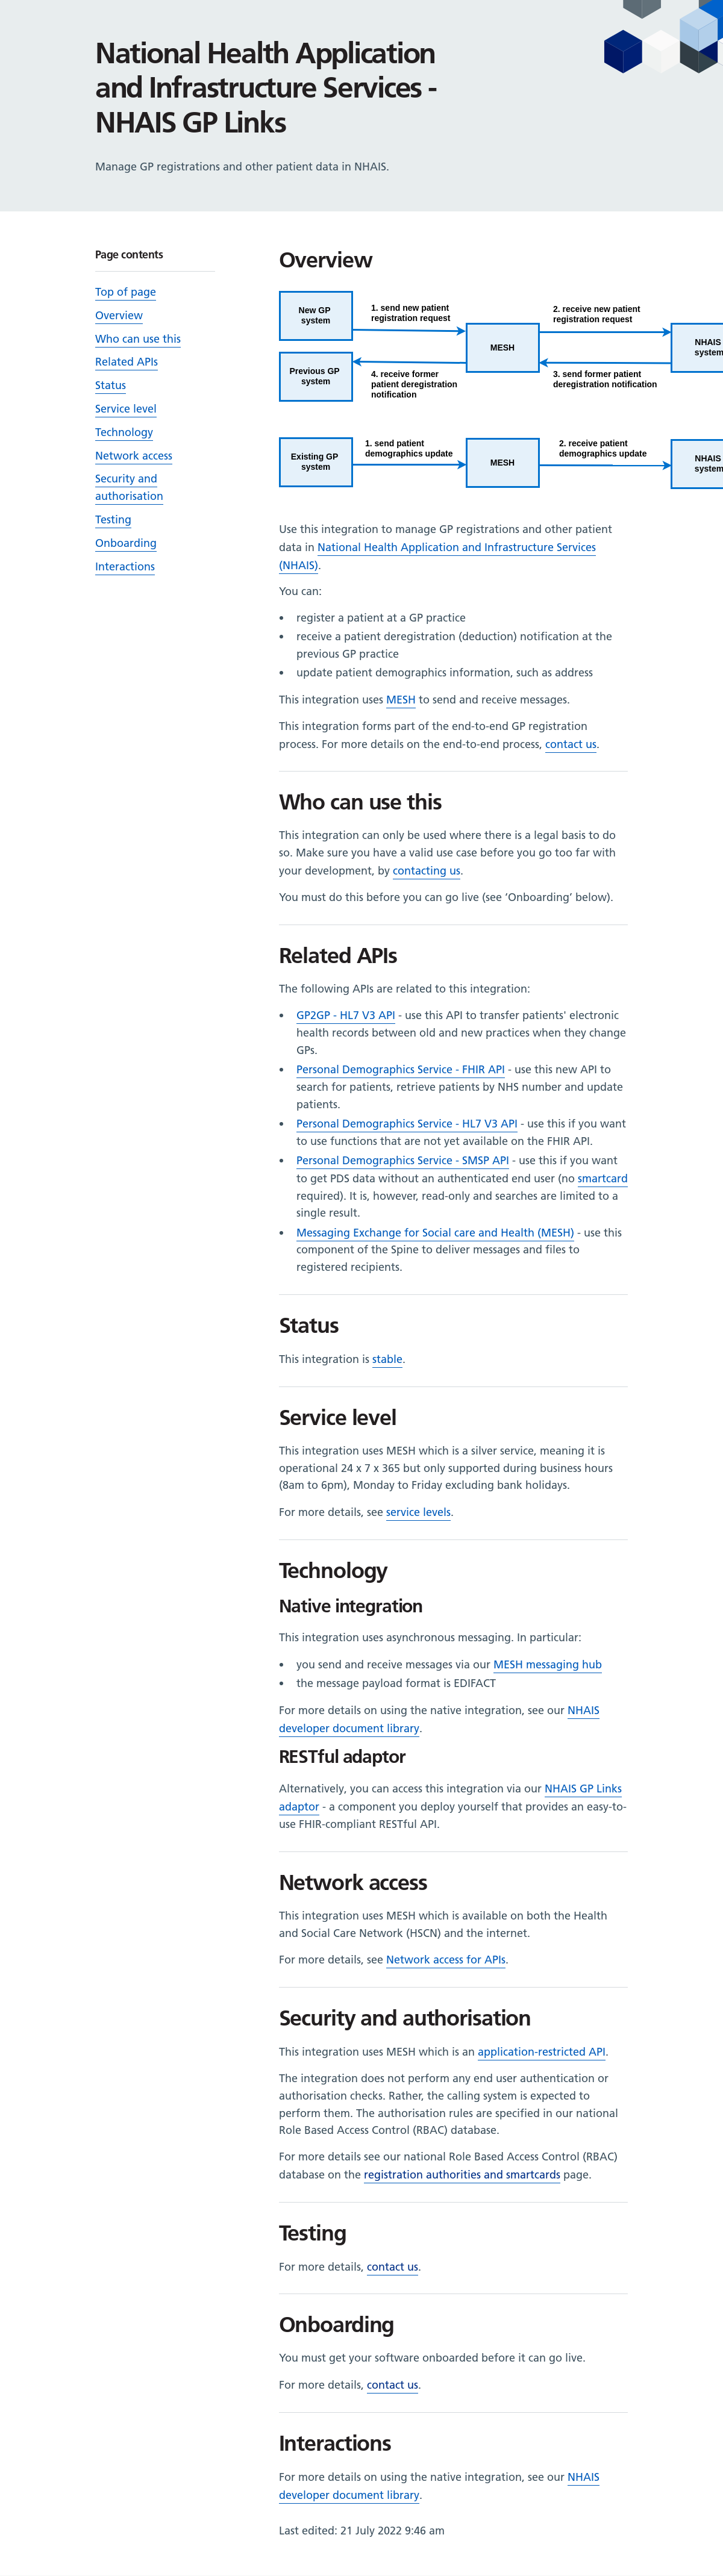 National Health Application
and Infrastructure Services -
NHAIS GP Links
Manage GP registrations and other patient data in NHAIS.
Page contents
Top of page
Overview
Who can use this
Related APIs
Status
Service level
Technology
Network access
Security and
authorisation
Testing
Onboarding
Interactions
Overview
New GP
system
1. send new patient
registration request
MESH
2. receive new patient
registration request
NHAIS
system
Previous GP
system
4. receive former
patient deregistration
notification
3. send former patient
deregistration notification
Existing GP
system
1. send patient
demographics update
MESH
2. receive patient
demographics update
NHAIS
system
Use this integration to manage GP registrations and other patient
data in National Health Application and Infrastructure Services
(NHAIS).
You can:
• register a patient at a GP practice
• receive a patient deregistration (deduction) notification at the
previous GP practice
• update patient demographics information, such as address
This integration uses MESH to send and receive messages.
This integration forms part of the end-to-end GP registration
process. For more details on the end-to-end process, contact us.
Who can use this
This integration can only be used where there is a legal basis to do
so. Make sure you have a valid use case before you go too far with
your development, by contacting us.
You must do this before you can go live (see ‘Onboarding’ below).
Related APIs
The following APIs are related to this integration:
• GP2GP - HL7 V3 API - use this API to transfer patients' electronic
health records between old and new practices when they change
GPs.
• Personal Demographics Service - FHIR API - use this new API to
search for patients, retrieve patients by NHS number and update
patients.
• Personal Demographics Service - HL7 V3 API - use this if you want
to use functions that are not yet available on the FHIR API.
• Personal Demographics Service - SMSP API - use this if you want
to get PDS data without an authenticated end user (no smartcard
required). It is, however, read-only and searches are limited to a
single result.
• Messaging Exchange for Social care and Health (MESH) - use this
component of the Spine to deliver messages and files to
registered recipients.
Status
This integration is stable.
Service level
This integration uses MESH which is a silver service, meaning it is
operational 24 x 7 x 365 but only supported during business hours
(8am to 6pm), Monday to Friday excluding bank holidays.
For more details, see service levels.
Technology
Native integration
This integration uses asynchronous messaging. In particular:
• you send and receive messages via our MESH messaging hub
• the message payload format is EDIFACT
For more details on using the native integration, see our NHAIS
developer document library.
RESTful adaptor
Alternatively, you can access this integration via our NHAIS GP Links
adaptor - a component you deploy yourself that provides an easy-to-
use FHIR-compliant RESTful API.
Network access
This integration uses MESH which is available on both the Health
and Social Care Network (HSCN) and the internet.
For more details, see Network access for APIs.
Security and authorisation
This integration uses MESH which is an application-restricted API.
The integration does not perform any end user authentication or
authorisation checks. Rather, the calling system is expected to
perform them. The authorisation rules are specified in our national
Role Based Access Control (RBAC) database.
For more details see our national Role Based Access Control (RBAC)
database on the registration authorities and smartcards page.
Testing
For more details, contact us.
Onboarding
You must get your software onboarded before it can go live.
For more details, contact us.
Interactions
For more details on using the native integration, see our NHAIS
developer document library.
Last edited: 21 July 2022 9:46 am